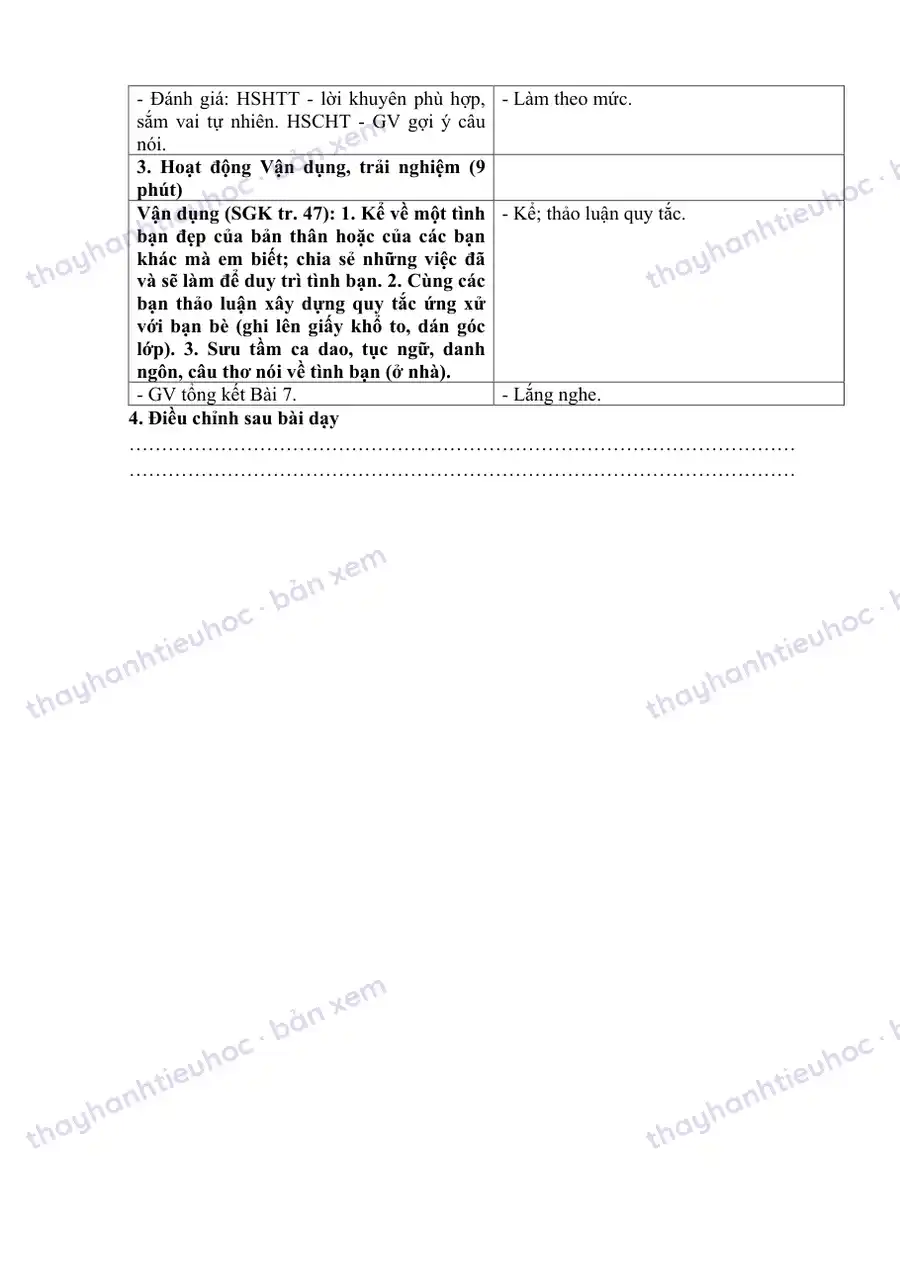 - Đánh giá: HSHTT - lời khuyên phù hợp,
sắm vai tự nhiên. HSCHT - GV gợi ý câu
nói.
- Làm theo mức.
3. Hoạt động Vận dụng, trải nghiệm (9
phút)
Vận dụng (SGK tr. 47): 1. Kể về một tình
bạn đẹp của bản thân hoặc của các bạn
khác mà em biết; chia sẻ những việc đã
và sẽ làm để duy trì tình bạn. 2. Cùng các
bạn thảo luận xây dựng quy tắc ứng xử
với bạn bè (ghi lên giấy khổ to, dán góc
lớp). 3. Sưu tầm ca dao, tục ngữ, danh
ngôn, câu thơ nói về tình bạn (ở nhà).
- Kể; thảo luận quy tắc.
- GV tổng kết Bài 7.
- Lắng nghe.
4. Điều chỉnh sau bài dạy
……………………………………………………………………………………………
……………………………………………………………………………………………
thayhanhtieuhoc · bản xem
thayhanhtieuhoc · b
thayhanhtieuhoc · bản xem
thayhanhtieuhoc · b
thayhanhtieuhoc · bản xem
thayhanhtieuhoc · b